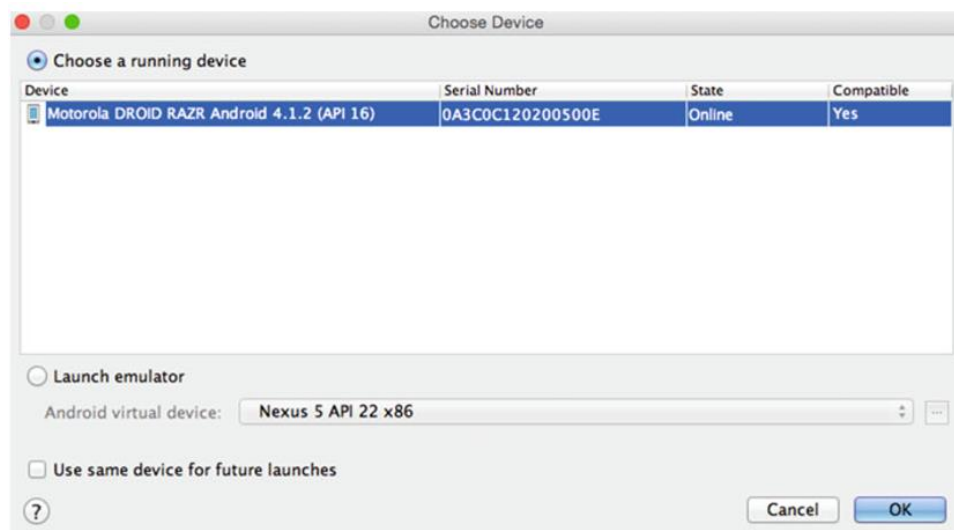 Choose Device
Choose a running device
Device Serial Number State Compatible
Motorola DROID RAZR Android 4.1.2 (API 16) 0A3C0C120200500E Online Yes
Launch emulator
Android virtual device: Nexus 5 API 22 x86 ...
Use same device for future launches
? Cancel OK